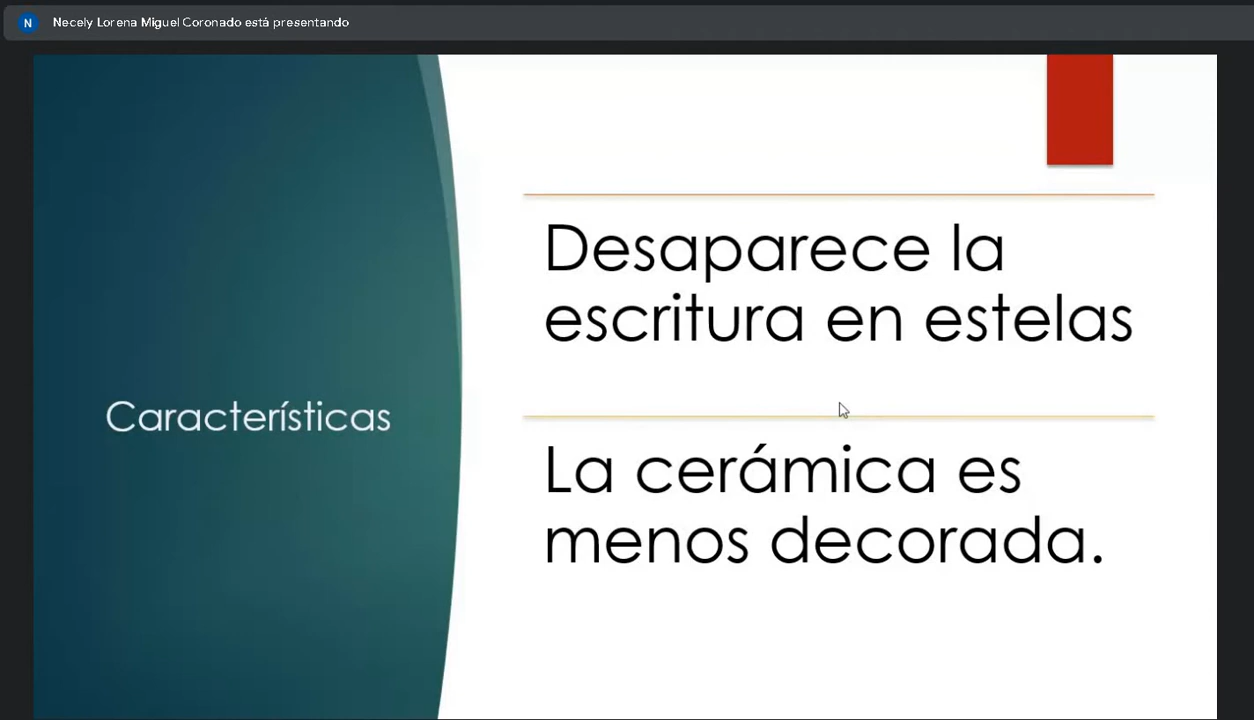 N Necely Lorena Miguel Coronado está presentando
Características
Desaparece la
escritura en estelas
La cerámica es
menos decorada.